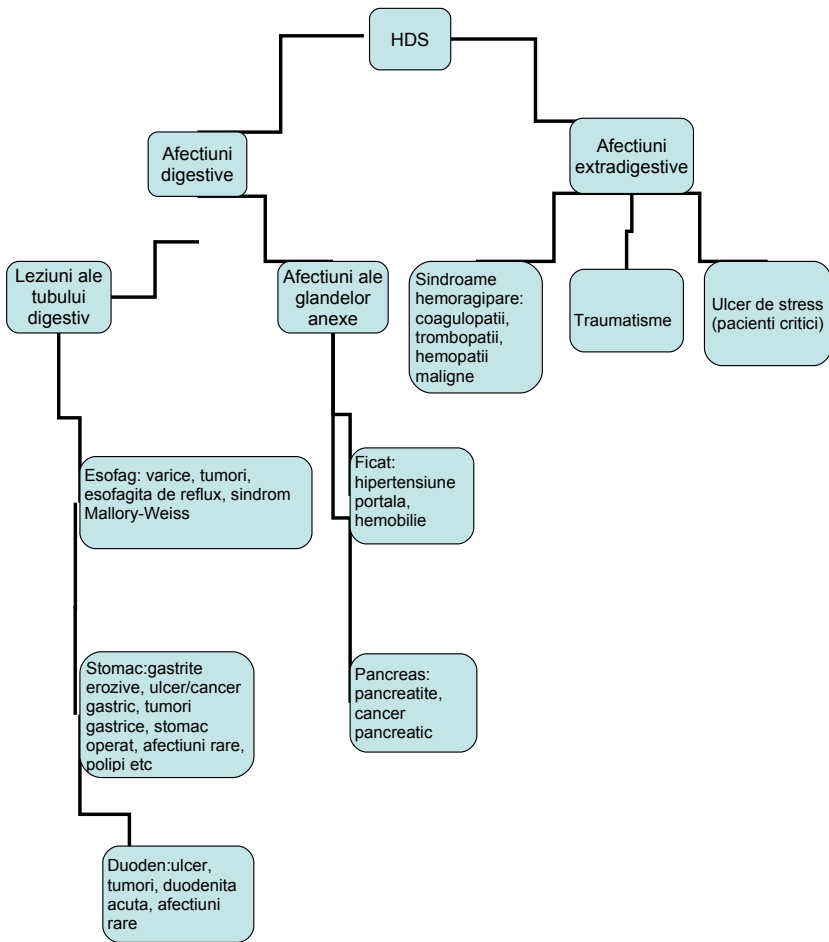 HDS
Afectiuni
digestive
Afectiuni
extradigestive
Leziuni ale
tubului
digestiv
Afectiuni ale
glandelor
anexe
Sindroame
hemoragipare:
coagulopatii,
trombopatii,
hemopatii
maligne
Traumatisme
Ulcer de stress
(pacienti critici)
Esofag: varice, tumori,
esofagita de reflux, sindrom
Mallory-Weiss
Ficat:
hipertensiune
portala,
hemobilie
Stomac:gastrite
erozive, ulcer/cancer
gastric, tumori
gastrice, stomac
operat, afectiuni rare,
polipi etc
Pancreas:
pancreatite,
cancer
pancreatic
Duoden:ulcer,
tumori, duodenita
acuta, afectiuni
rare